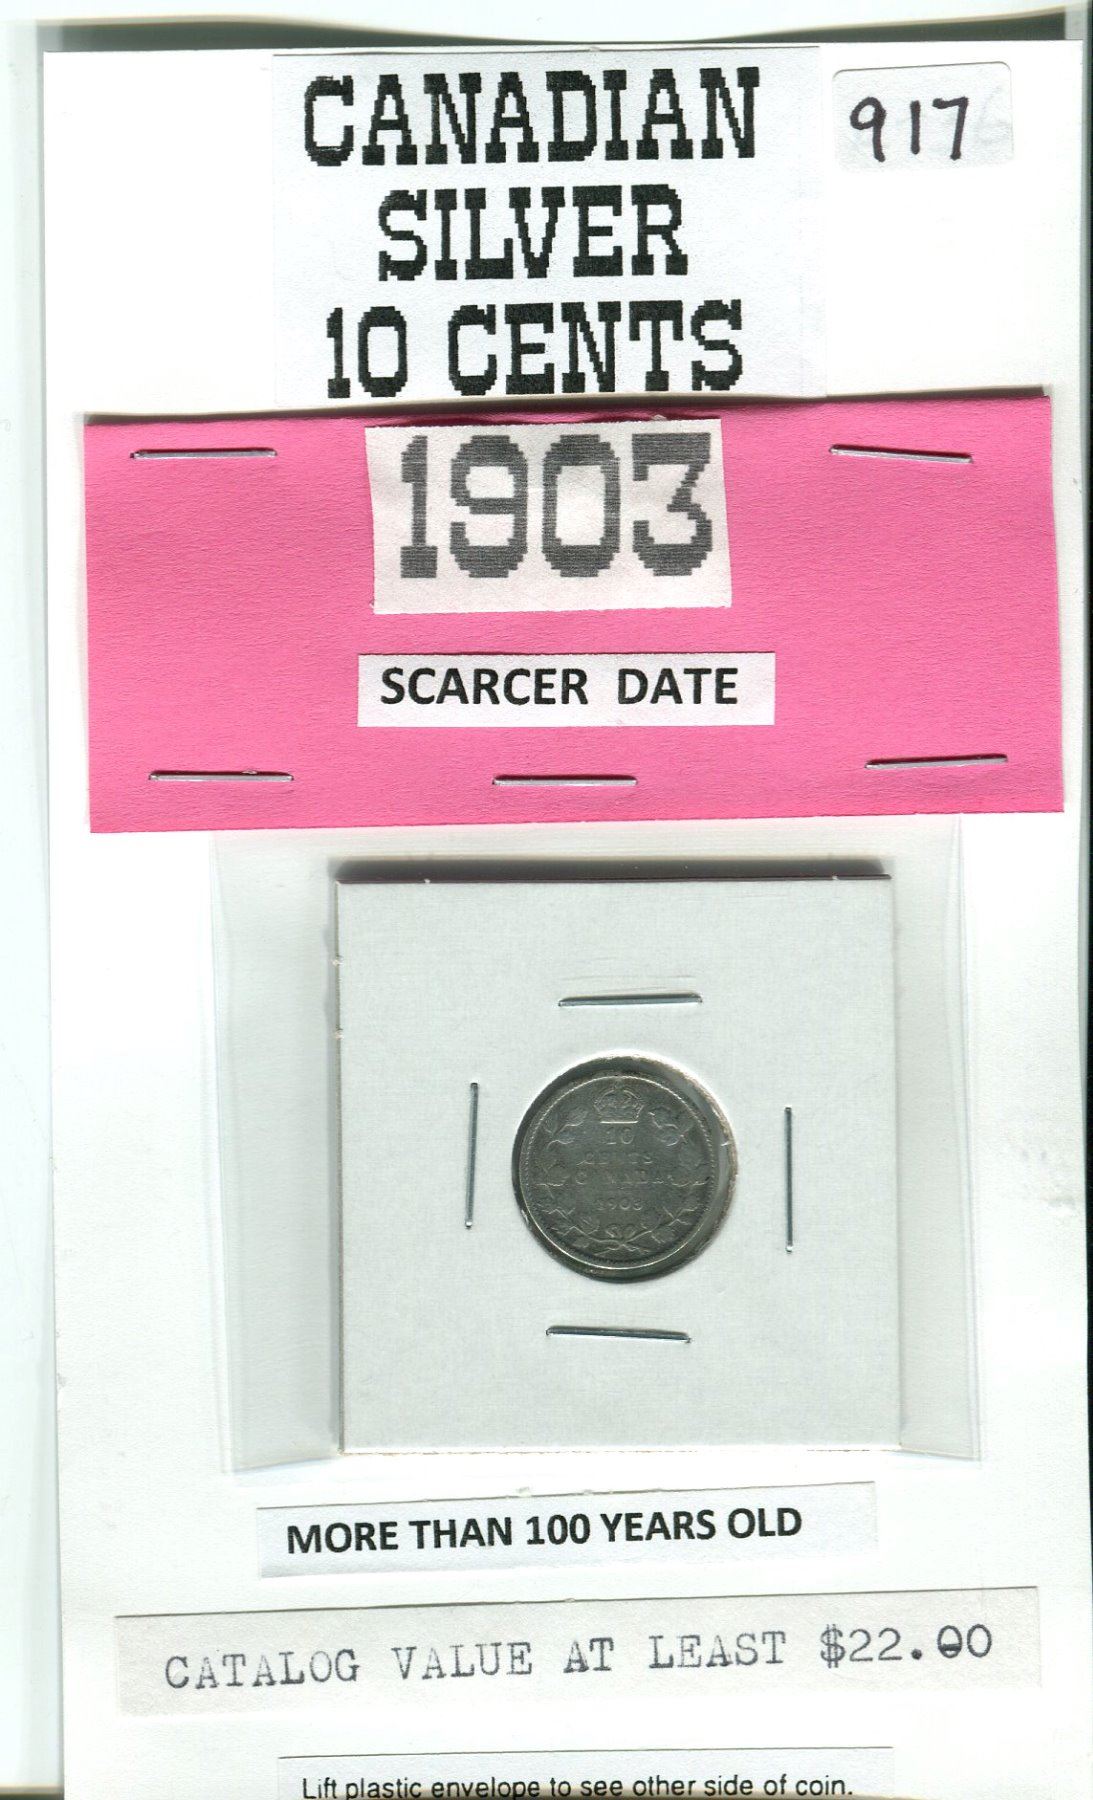 CANADIAN
917
SILVER
10 CENTS
1903
SCARCER DATE
10
CENTS
CANADA
1903
MORE THAN 100 YEARS OLD
CATALOG VALUE AT LEAST $22.00
Lift plastic envelope to see other side of coin.